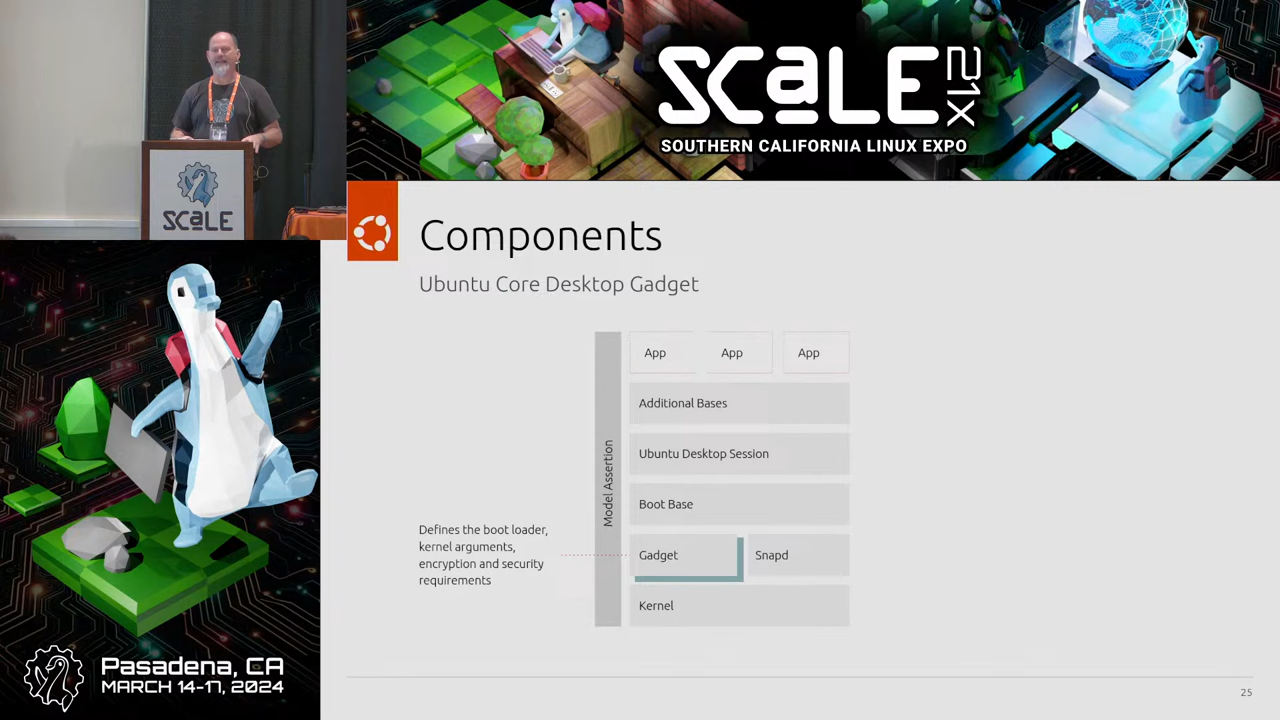 SCALE
21X
SOUTHERN CALIFORNIA LINUX EXPO
SCALE
Components
Ubuntu Core Desktop Gadget
App
App
App
Additional Bases
Ubuntu Desktop Session
Boot Base
Gadget
Snapd
Kernel
Model Assertion
Defines the boot loader,
kernel arguments,
encryption and security
requirements
Pasadena, CA
MARCH 14-17, 2024
25